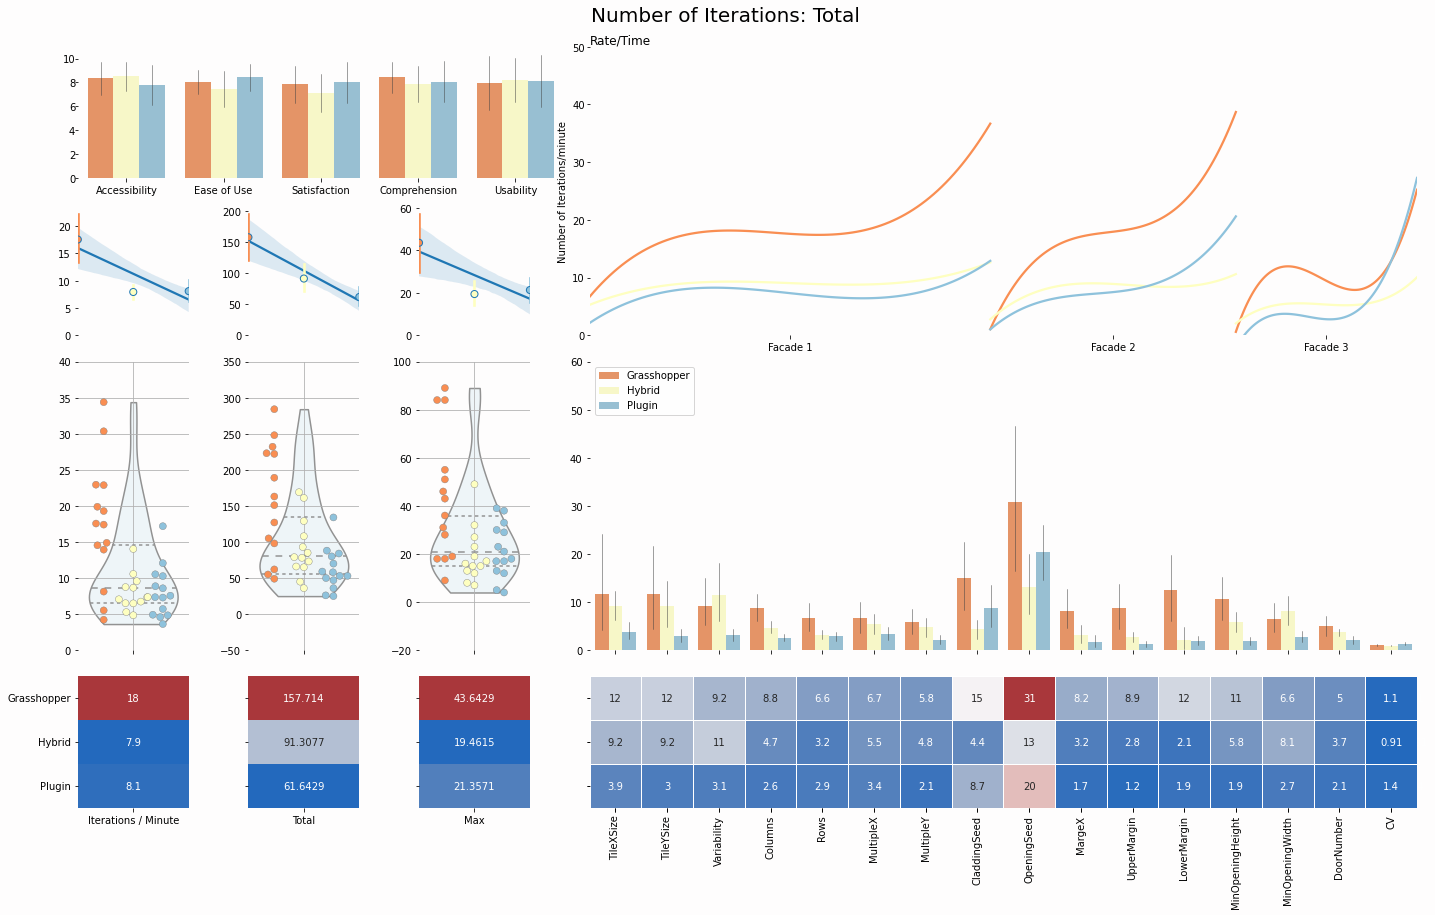 Number of Iterations: Total
10
8
6
4
2
0
Accessibility Ease of Use Satisfaction Comprehension Usability
Rate/Time
Number of Iterations/minute
50
40
30
20
10
0
Facade 1 Facade 2 Facade 3
20
15
10
5
0
200
150
100
50
0
60
40
20
0
40
35
30
25
20
15
10
5
0
350
300
250
200
150
100
50
0
−50
100
80
60
40
20
0
−20
60
50
40
30
20
10
0
Grasshopper
Hybrid
Plugin
Grasshopper 18 157.714 43.6429 12 12 9.2 8.8 6.6 6.7 5.8 15 31 8.2 8.9 12 11 6.6 5 1.1
Hybrid 7.9 91.3077 19.4615 9.2 9.2 11 4.7 3.2 5.5 4.8 4.4 13 3.2 2.8 2.1 5.8 8.1 3.7 0.91
Plugin 8.1 61.6429 21.3571 3.9 3 3.1 2.6 2.9 3.4 2.1 8.7 20 1.7 1.2 1.9 1.9 2.7 2.1 1.4
Iterations / Minute Total Max
TileXSize
TileYSize
Variability
Columns
Rows
MultipleX
MultipleY
CladdingSeed
OpeningSeed
MargeX
UpperMargin
LowerMargin
MinOpeningHeight
MinOpeningWidth
DoorNumber
CV